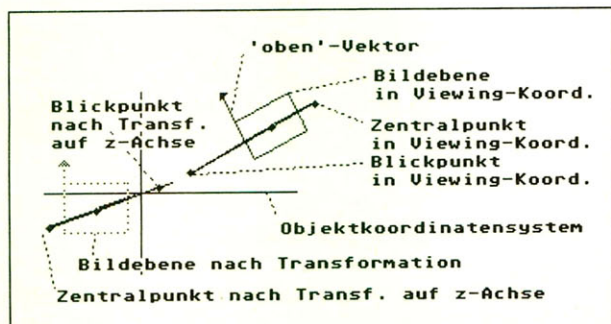 'oben'-Vektor
Bildebene
in Viewing-Koord.
Blickpunkt
nach Transf.
auf z-Achse
Zentralpunkt
in Viewing-Koord.
Blickpunkt
in Viewing-Koord.
Objektkoordinatensystem
Bildebene nach Transformation
Zentralpunkt nach Transf. auf z-Achse